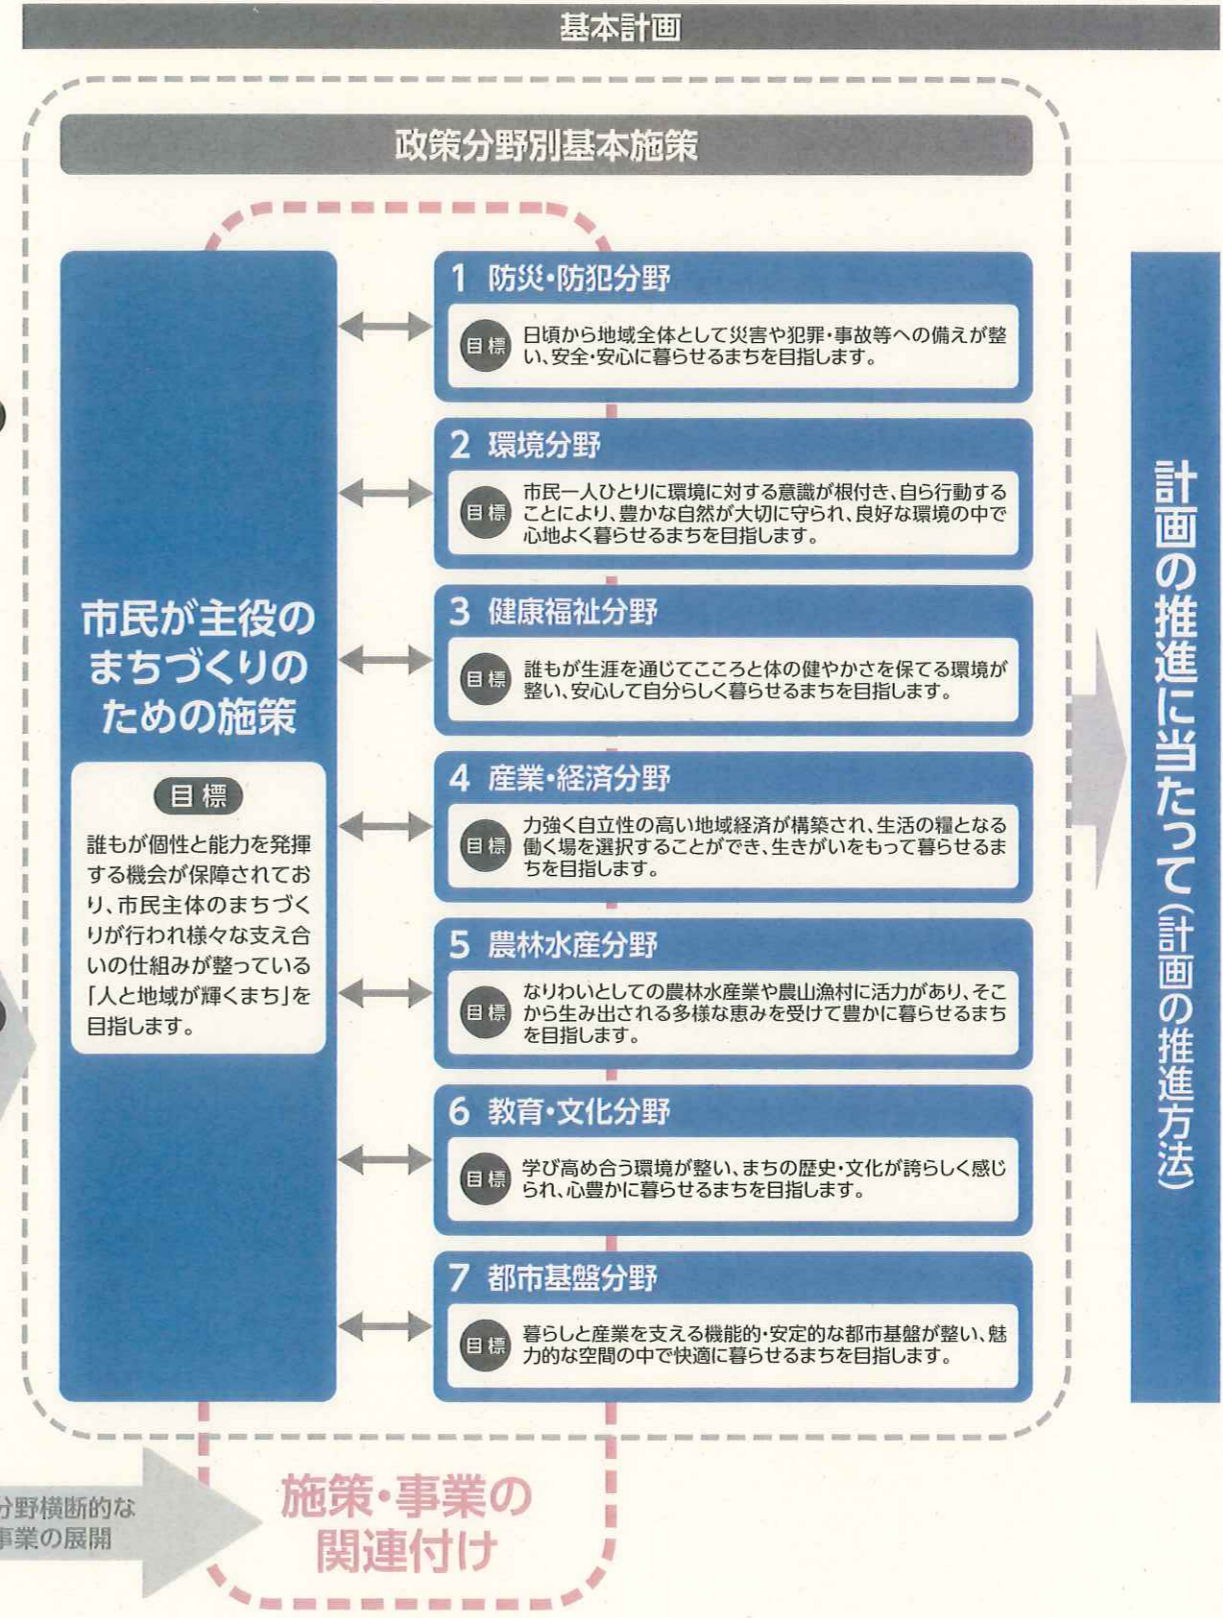 基本計画
政策分野別基本施策
市民が主役の
まちづくりの
ための施策
目標
誰もが個性と能力を発揮
する機会が保障されてお
り、市民主体のまちづく
りが行われ様々な支え合
いの仕組みが整っている
「人と地域が輝くまち」を
目指します。
1 防災・防犯分野
目標
日頃から地域全体として災害や犯罪・事故等への備えが整
い、安全・安心に暮らせるまちを目指します。
2 環境分野
目標
市民一人ひとりに環境に対する意識が根付き、自ら行動する
ことにより、豊かな自然が大切に守られ、良好な環境の中で
心地よく暮らせるまちを目指します。
3 健康福祉分野
目標
誰もが生涯を通じてこころと体の健やかさを保てる環境が
整い、安心して自分らしく暮らせるまちを目指します。
4 産業・経済分野
目標
力強く自立性の高い地域経済が構築され、生活の糧となる
働く場を選択することができ、生きがいをもって暮らせるま
ちを目指します。
5 農林水産分野
目標
なりわいとしての農林水産業や農山漁村に活力があり、そこ
から生み出される多様な恵みを受けて豊かに暮らせるまち
を目指します。
6 教育・文化分野
目標
学び高め合う環境が整い、まちの歴史・文化が誇らしく感じ
られ、心豊かに暮らせるまちを目指します。
7 都市基盤分野
目標
暮らしと産業を支える機能的・安定的な都市基盤が整い、魅
力的な空間の中で快適に暮らせるまちを目指します。
計画の推進に当たって(計画の推進方法)
分野横断的な
事業の展開
施策・事業の
関連付け